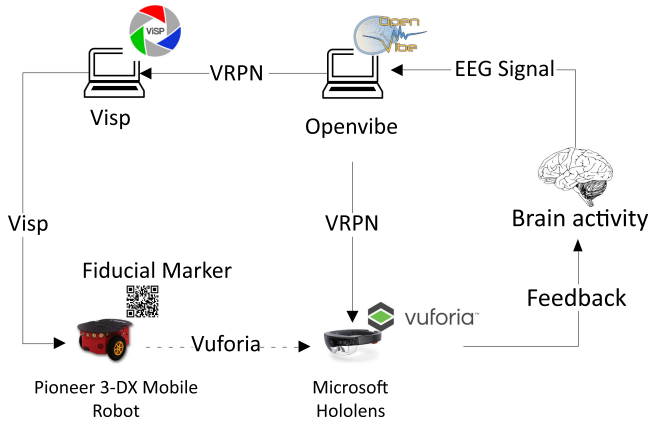 ViSP
Open
Vibe
VRPN
EEG Signal
Visp
Openvibe
Visp
VRPN
Brain activity
Fiducial Marker
Feedback
vuforia™
Vuforia
Pioneer 3-DX Mobile
Robot
Microsoft
Hololens